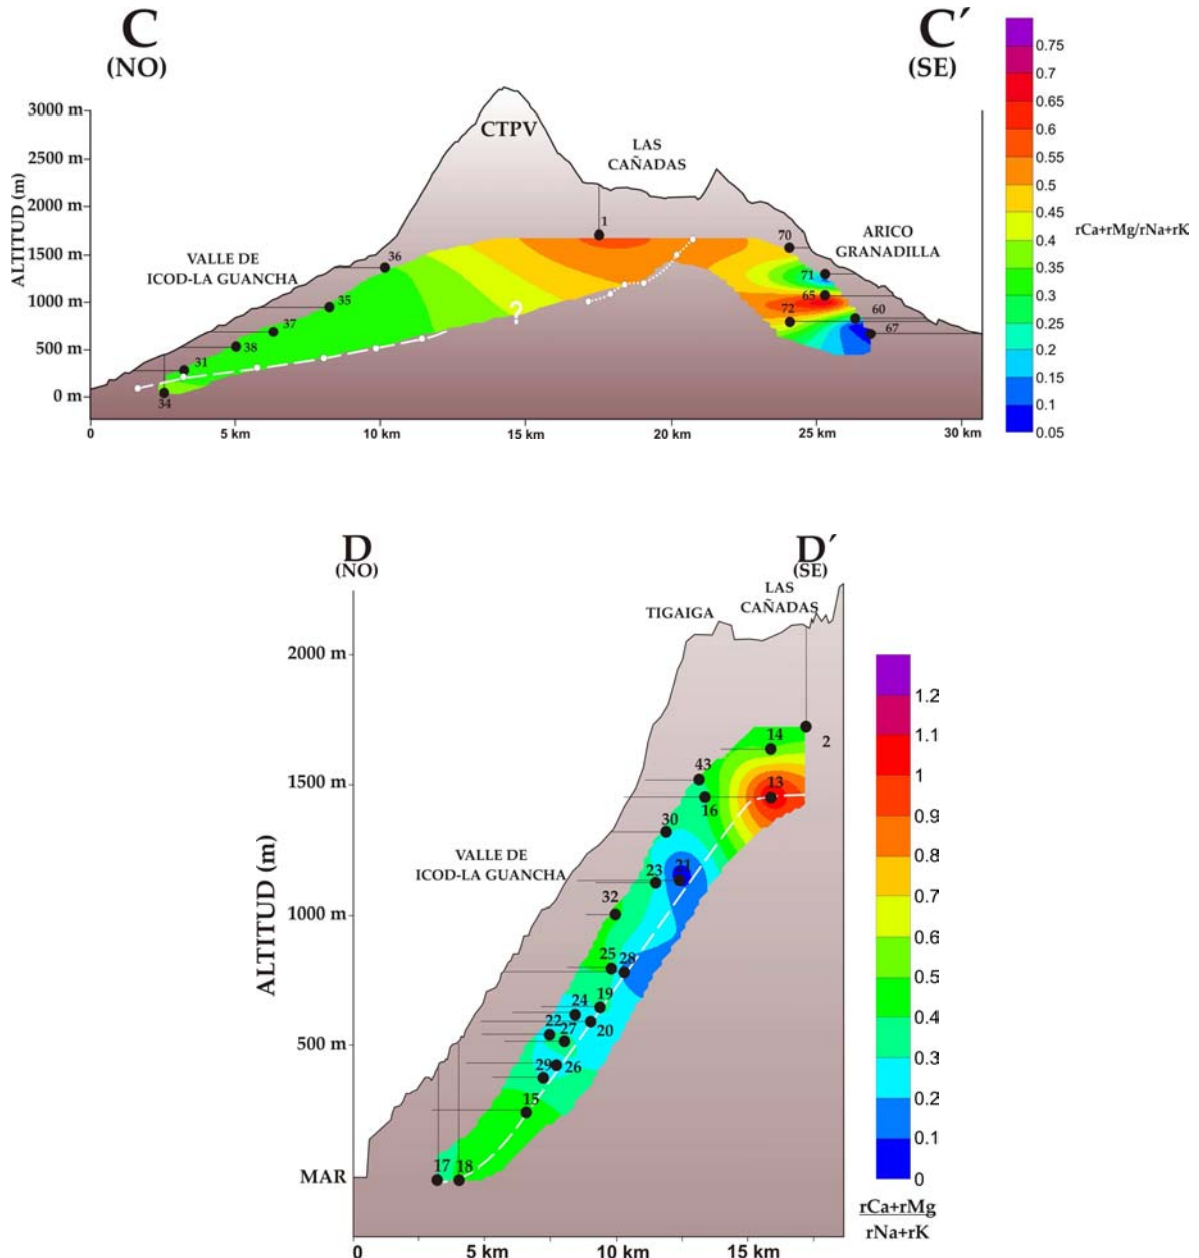 C
(NO)
C´
(SE)
3000 m
2500 m
2000 m
1500 m
1000 m
500 m
0 m
ALTITUD (m)
CTPV
LAS
CAÑADAS
VALLE DE
ICOD-LA GUANCHA
ARICO
GRANADILLA
36
35
37
38
31
34
1
?
70
71
65
72
60
67
0
5 km
10 km
15 km
20 km
25 km
30 km
0.75
0.7
0.65
0.6
0.55
0.5
0.45
0.4
0.35
0.3
0.25
0.2
0.15
0.1
0.05
rCa+rMg/rNa+rK
D
(NO)
D´
(SE)
LAS
CAÑADAS
TIGAIGA
VALLE DE
ICOD-LA GUANCHA
2000 m
1500 m
1000 m
500 m
MAR
ALTITUD (m)
2
14
43
13
16
30
23
21
32
25
28
19
24
20
22
27
29
26
15
17
18
0
5 km
10 km
15 km
1.2
1.1
1
0.9
0.8
0.7
0.6
0.5
0.4
0.3
0.2
0.1
0
rCa+rMg
rNa+rK